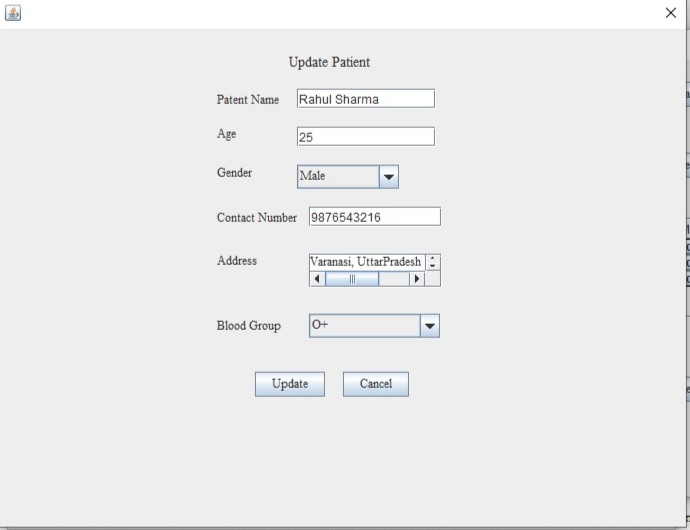 Update Patient
Patent Name Rahul Sharma
Age 25
Gender Male
Contact Number 9876543216
Address Varanasi, UttarPradesh
Blood Group O+
Update Cancel